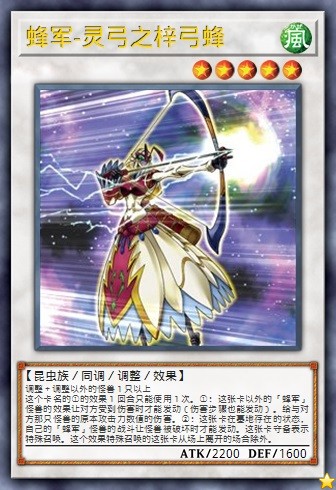 蜂军-灵弓之梓弓蜂
風
【昆虫族／同调／调整／效果】
调整＋调整以外的怪兽1只以上
这个卡名的①的效果1回合只能使用1次。①：这张卡以外的「蜂军」
怪兽的效果让对方受到伤害时才能发动（伤害步骤也能发动）。给与对
方那只怪兽的原本攻击力数值的伤害。②：这张卡在墓地存在的状态，
自己的「蜂军」怪兽的战斗让怪兽被破坏时才能发动。这张卡守备表示
特殊召唤。这个效果特殊召唤的这张卡从场上离开的场合除外。
ATK/2200 DEF/1600